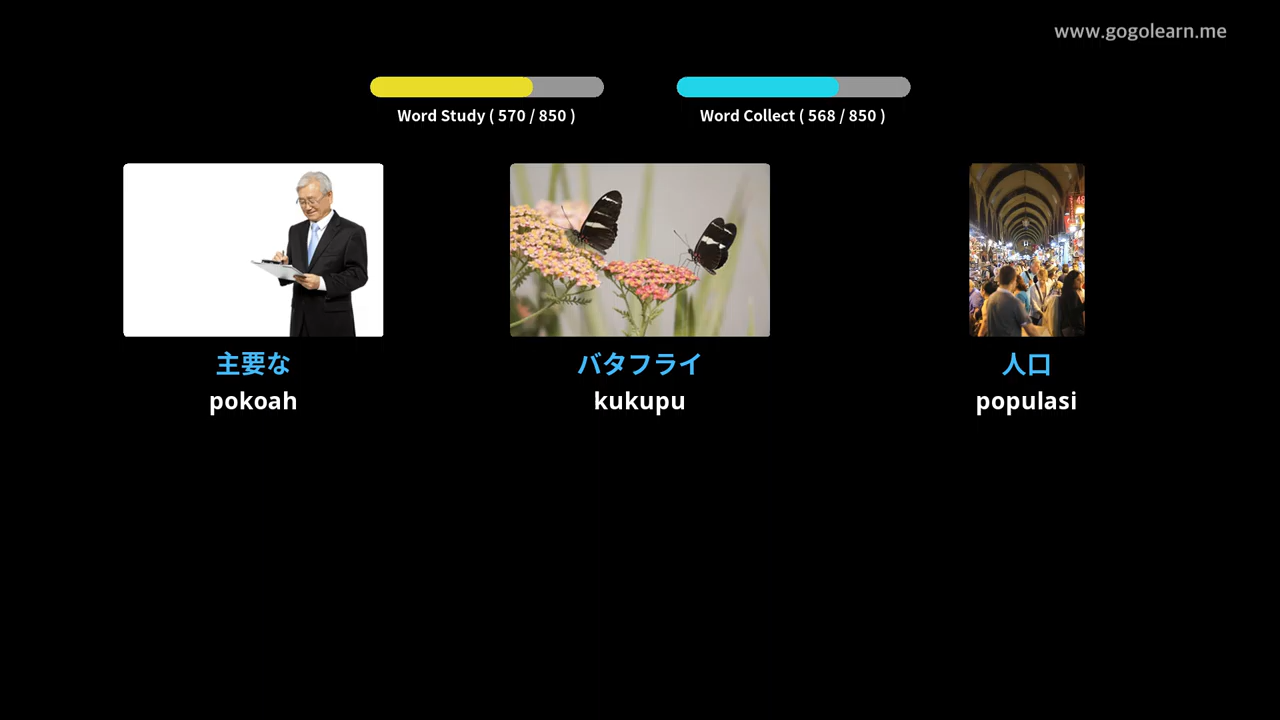 www.gogolearn.me
Word Study ( 570 / 850 )
Word Collect ( 568 / 850 )
主要な
バタフライ
人口
pokoah
kukupu
populasi